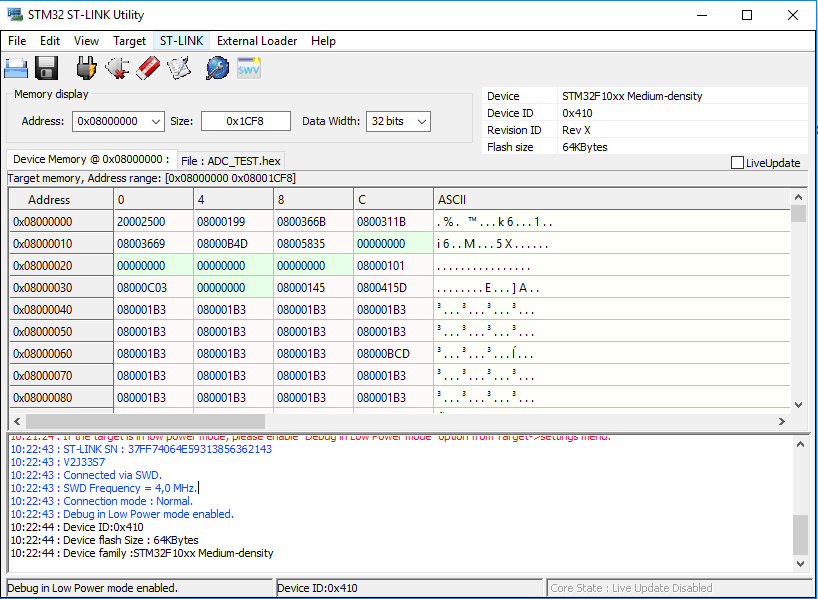 STM32 ST-LINK Utility
File Edit View Target ST-LINK External Loader Help
SWV
Memory display
Address: 0x08000000 Size: 0x1CF8 Data Width: 32 bits
Device STM32F10xx Medium-density
Device ID 0x410
Revision ID Rev X
Flash size 64KBytes
LiveUpdate
Device Memory @ 0x08000000 : File : ADC_TEST.hex
Target memory, Address range: [0x08000000 0x08001CF8]
Address 0 4 8 C ASCII
0x08000000 20002500 08000199 0800366B 0800311B .%. ™...k6...1..
0x08000010 08003669 08000B4D 08005835 00000000 i6..M...5X......
0x08000020 00000000 00000000 00000000 08000101 ................
0x08000030 08000C03 00000000 08000145 0800415D ........E...]A..
0x08000040 080001B3 080001B3 080001B3 080001B3 ³...³...³...³...
0x08000050 080001B3 080001B3 080001B3 080001B3 ³...³...³...³...
0x08000060 080001B3 080001B3 080001B3 08000BCD ³...³...³...Í...
0x08000070 080001B3 080001B3 080001B3 080001B3 ³...³...³...³...
0x08000080 080001B3 080001B3 080001B3 080001B3 ³...³...³...³...
10:21:24 : If the target is in low power mode, please enable "Debug in Low Power mode" option from Target->settings menu.
10:22:43 : ST-LINK SN : 37FF74064E59313856362143
10:22:43 : V2J33S7
10:22:43 : Connected via SWD.
10:22:43 : SWD Frequency = 4,0 MHz.
10:22:43 : Connection mode : Normal.
10:22:43 : Debug in Low Power mode enabled.
10:22:44 : Device ID:0x410
10:22:44 : Device flash Size : 64KBytes
10:22:44 : Device family :STM32F10xx Medium-density
Debug in Low Power mode enabled. Device ID:0x410 Core State : Live Update Disabled